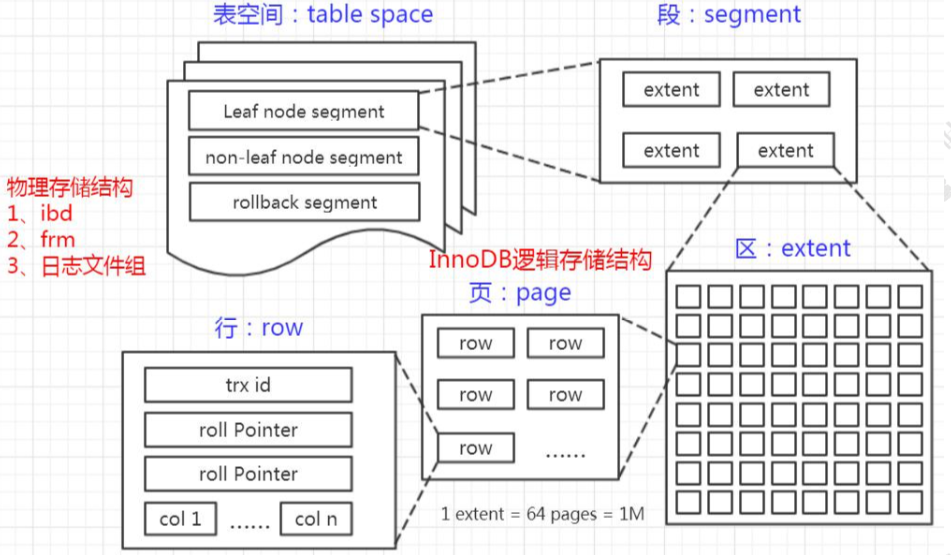 表空间：table space
段：segment
Leaf node segment
non-leaf node segment
rollback segment
extent
extent
extent
extent
物理存储结构
1、ibd
2、frm
3、日志文件组
InnoDB逻辑存储结构
区：extent
页：page
row
row
row
row
row
……
1 extent = 64 pages = 1M
行：row
trx id
roll Pointer
roll Pointer
col 1 …… col n